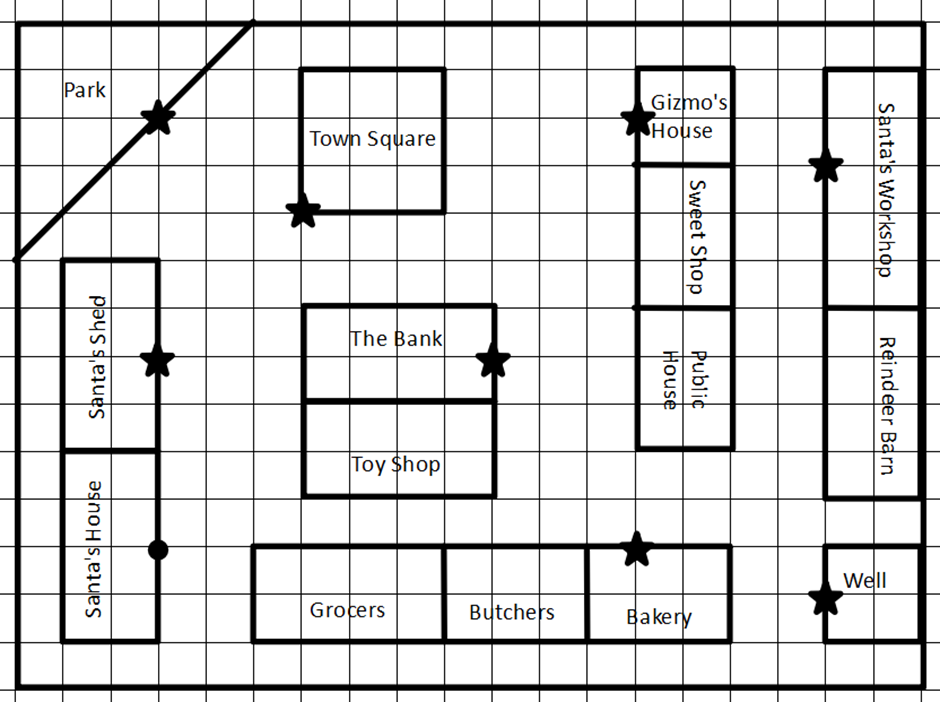 Park
Town Square
Gizmo's
House
Santa's Workshop
Sweet Shop
Santa's Shed
The Bank
Public
House
Reindeer Barn
Toy Shop
Santa's House
Grocers
Butchers
Bakery
Well